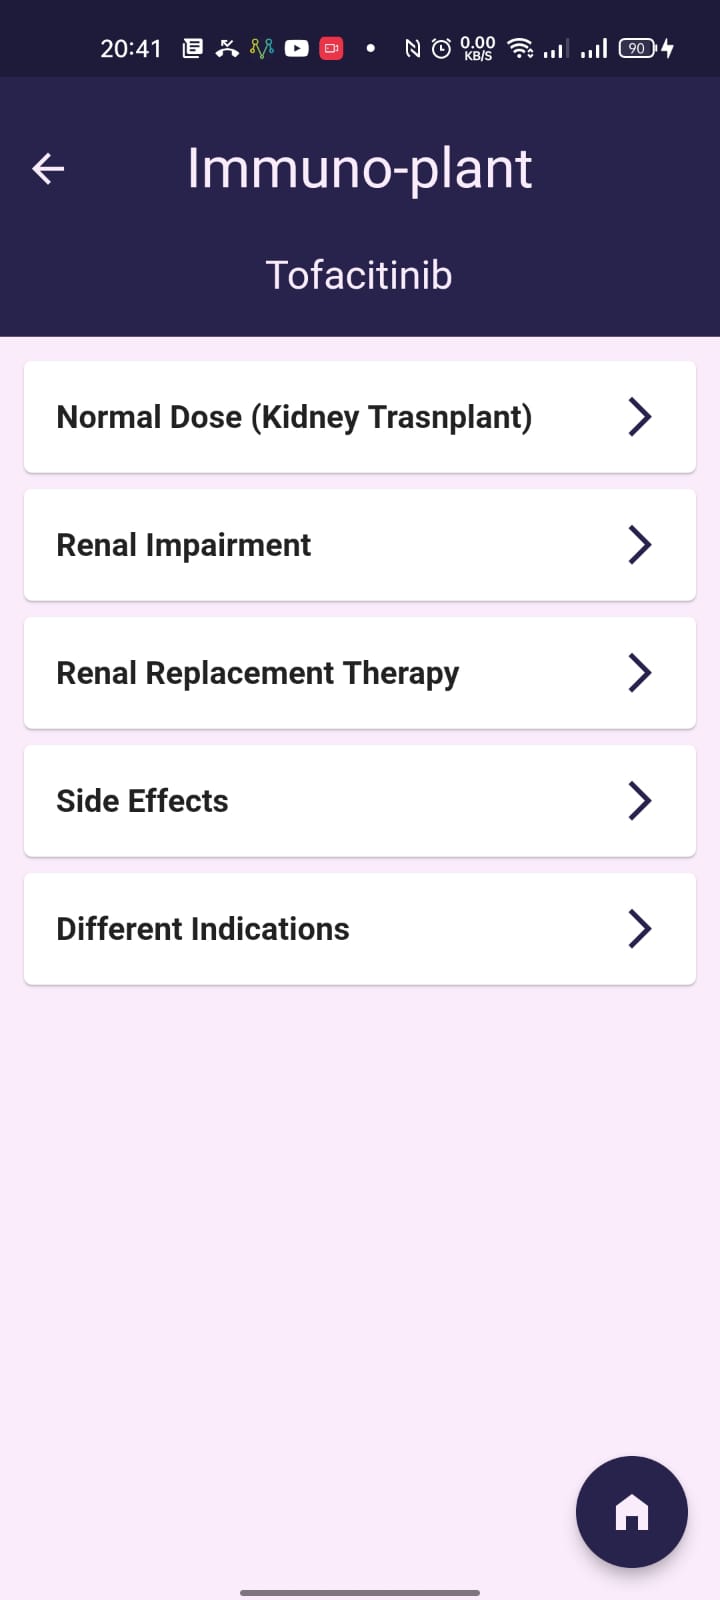 20:41 0.00 KB/S 90
Immuno-plant
Tofacitinib
Normal Dose (Kidney Trasnplant)
Renal Impairment
Renal Replacement Therapy
Side Effects
Different Indications